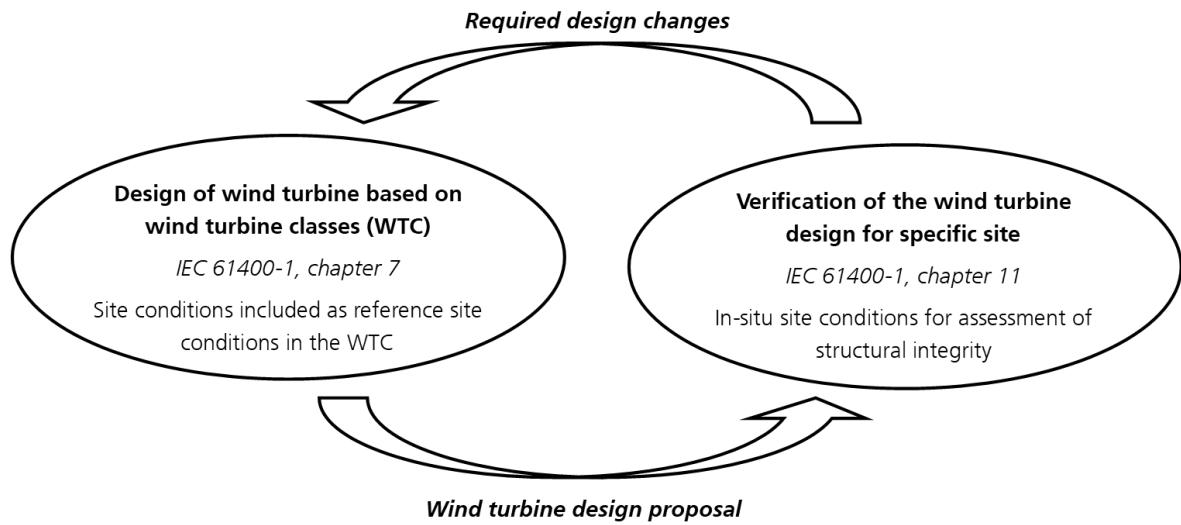 Required design changes
Design of wind turbine based on
wind turbine classes (WTC)
IEC 61400-1, chapter 7
Site conditions included as reference site
conditions in the WTC
Verification of the wind turbine
design for specific site
IEC 61400-1, chapter 11
In-situ site conditions for assessment of
structural integrity
Wind turbine design proposal